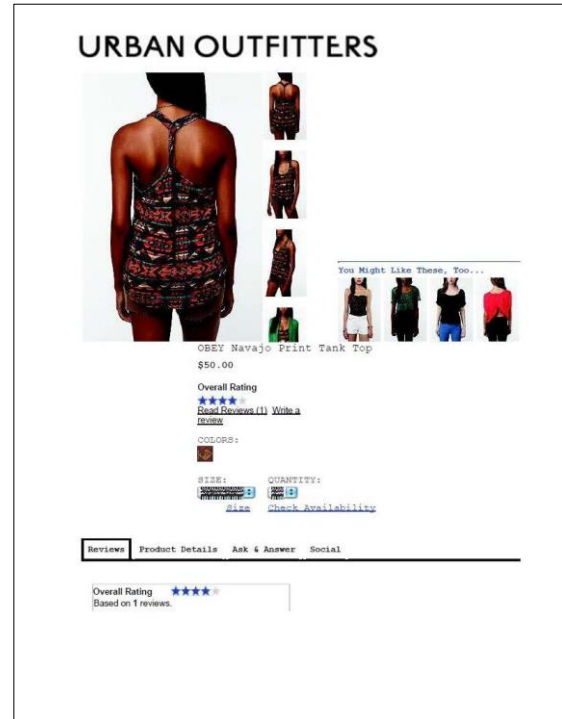 URBAN OUTFITTERS
You Might Like These, Too...
OBEY Navajo Print Tank Top
$50.00
Overall Rating
Read Reviews (1) Write a
review
COLORS:
SIZE: QUANTITY:
Size Check Availability
Reviews Product Details Ask & Answer Social
Overall Rating
Based on 1 reviews.